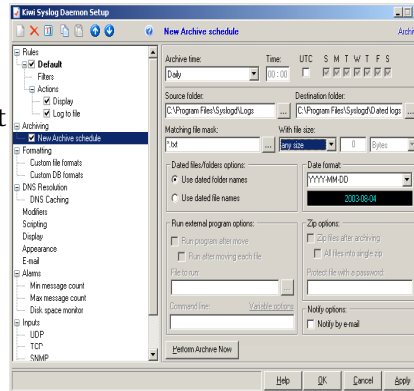 Kiwi Syslog Daemon Setup
New Archive schedule
Archi
Rules
Default
Filters
Actions
Display
Log to file
Archiving
New Archive schedule
Formatting
Custom file formats
Custom DB formats
DNS Resolution
DNS Caching
Modifiers
Scripting
Display
Appearance
E-mail
Alarms
Min message count
Max message count
Disk space monitor
Inputs
UDP
TCP
SNMP
Archive time: Time: UTC S M T W T F S
Daily 00:00
Source folder: Destination folder:
C:\Program Files\Syslogd\Logs ... C:\Program Files\Syslogd\Dated logs ...
Matching file mask: With file size:
*.txt ... any size 0 Bytes
Dated files/folders options: Date format:
Use dated folder names YYYY-MM-DD
Use dated file names 2003-08-04
Run external program options: Zip options:
Run program after move Zip files after archiving
Run after moving each file All files into single zip
File to run: Protect file with a password:
...
Command line: Variable options Notify options:
Notify by e-mail
Perform Archive Now
Help OK Cancel Apply
t